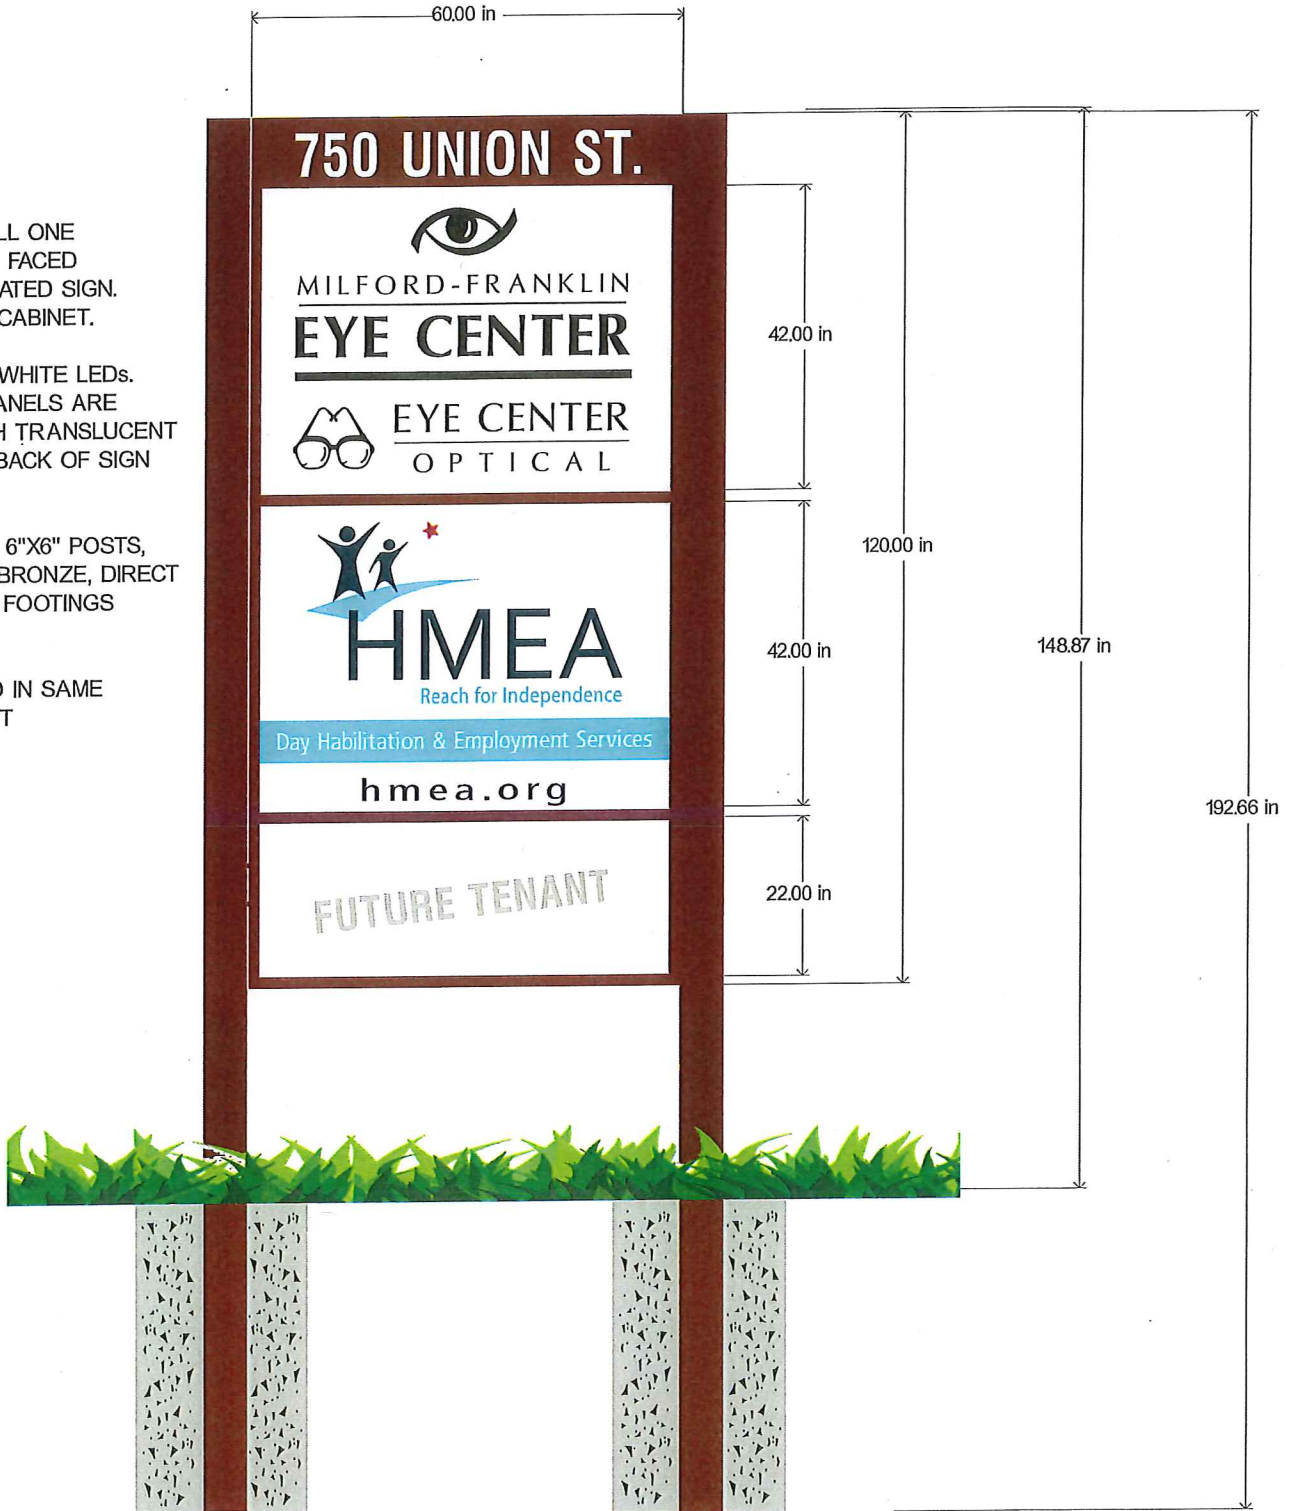 60.00 in
750 UNION ST.
MILFORD-FRANKLIN
EYE CENTER
EYE CENTER
OPTICAL
HMEA
Reach for Independence
Day Habilitation & Employment Services
hmea.org
FUTURE TENANT
LL ONE
FACED
ATED SIGN.
CABINET.
WHITE LEDs.
ANELS ARE
H TRANSLUCENT
BACK OF SIGN
6"X6" POSTS,
BRONZE, DIRECT
FOOTINGS
IN SAME
42.00 in
42.00 in
22.00 in
120.00 in
148.87 in
192.66 in